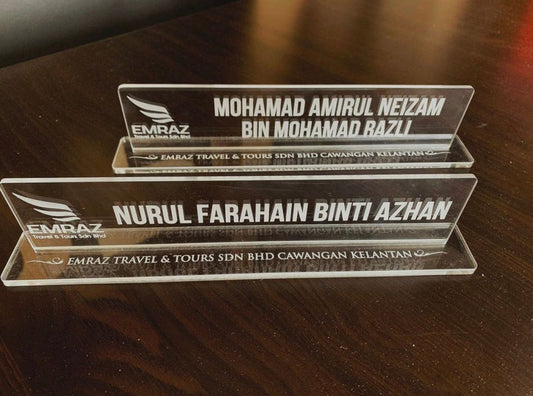 EMRAZ
Travel & Tours Sdn Bhd
MOHAMAD AMIRUL NEIZAM
BIN MOHAMAD RAZLI
EMRAZ TRAVEL & TOURS SDN BHD CAWANGAN KELANTAN
EMRAZ
Travel & Tours Sdn Bhd
NURUL FARAHAIN BINTI AZHAN
EMRAZ TRAVEL & TOURS SDN BHD CAWANGAN KELANTAN